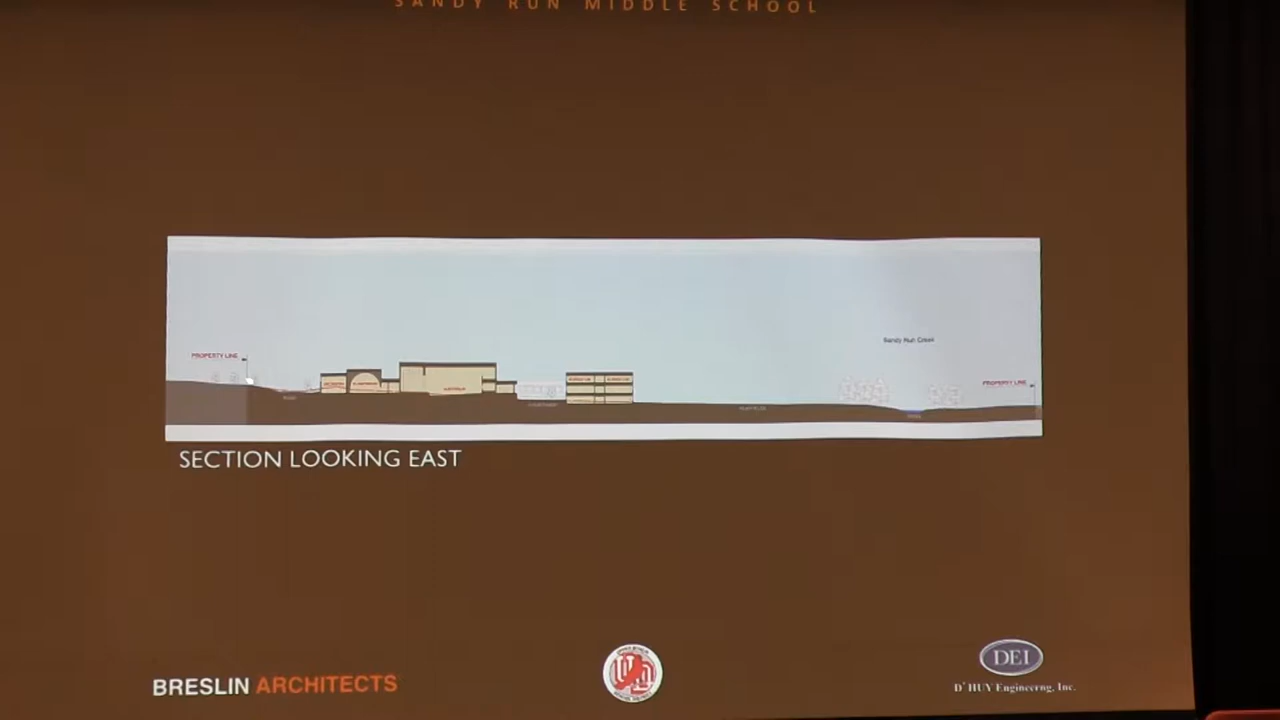 SANDY RUN MIDDLE SCHOOL
Sandy Run Creek
PROPERTY LINE
PROPERTY LINE
SECTION LOOKING EAST
BRESLIN ARCHITECTS
DEI
D'HUY Engineerng, Inc.